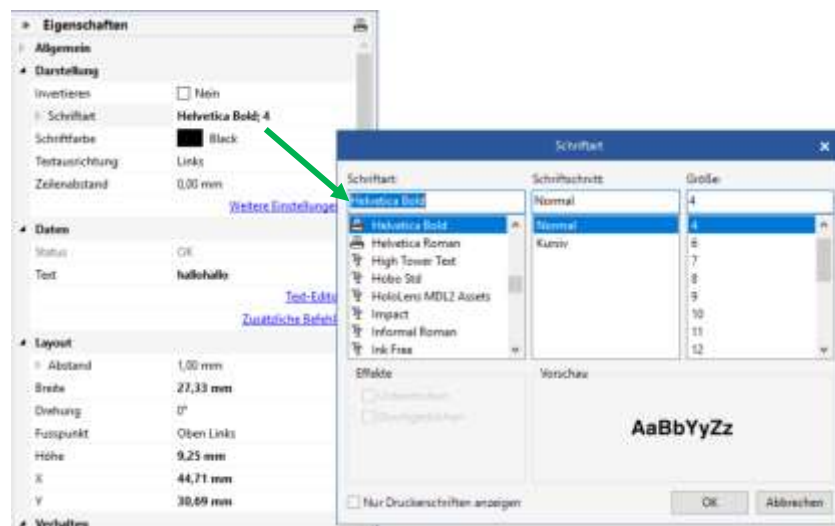 Eigenschaften
Allgemein
Darstellung
Invertieren Nein
Schriftart Helvetica Bold; 4
Schriftfarbe Black
Textausrichtung Links
Zeilenabstand 0,00 mm
Weitere Einstellungen
Daten
Status OK
Text hallohallo
Text-Edito
Zusätzliche Befehl
Layout
Abstand 1,00 mm
Breite 27,33 mm
Drehung 0°
Fusspunkt Oben Links
Höhe 9,25 mm
X 44,71 mm
Y 30,69 mm
Verhalten
Schriftart
Schriftart: Schriftschnitt: Größe:
Helvetica Bold Normal 4
Helvetica Bold Normal 4
Helvetica Roman Kursiv 6
High Tower Text 7
Hobo Std 8
HoloLens MDL2 Assets 9
Impact 10
Informal Roman 11
Ink Free 12
Effekte Vorschau
Unterstrichen
Durchgestrichen
AaBbYyZz
Nur Druckerschriften anzeigen OK Abbrechen